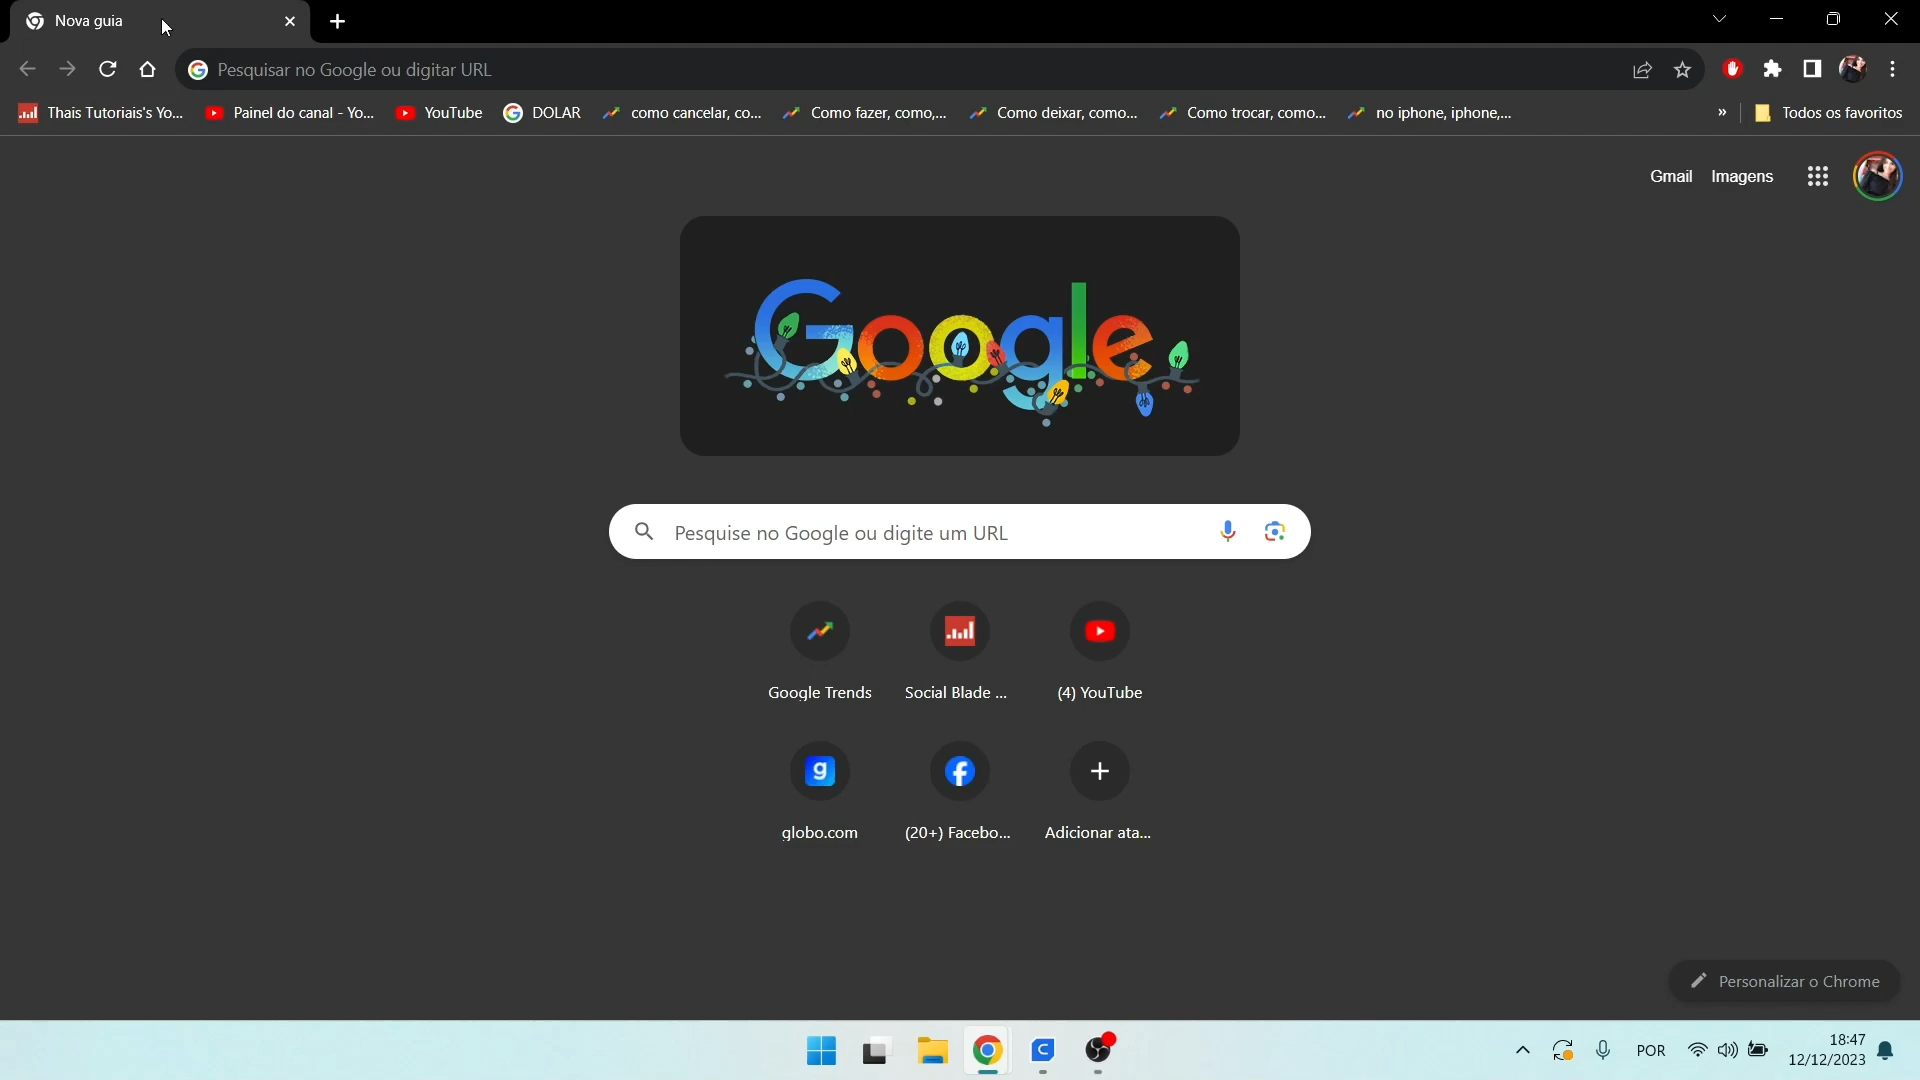 Nova guia
Pesquisar no Google ou digitar URL
Thais Tutoriais's Yo... Painel do canal - Yo... YouTube DOLAR como cancelar, co... Como fazer, como,... Como deixar, como... Como trocar, como... no iphone, iphone,... » Todos os favoritos
Gmail Imagens
Google
Pesquise no Google ou digite um URL
Google Trends Social Blade ... (4) YouTube
globo.com (20+) Facebo... Adicionar ata...
Personalizar o Chrome
POR 18:47
12/12/2023